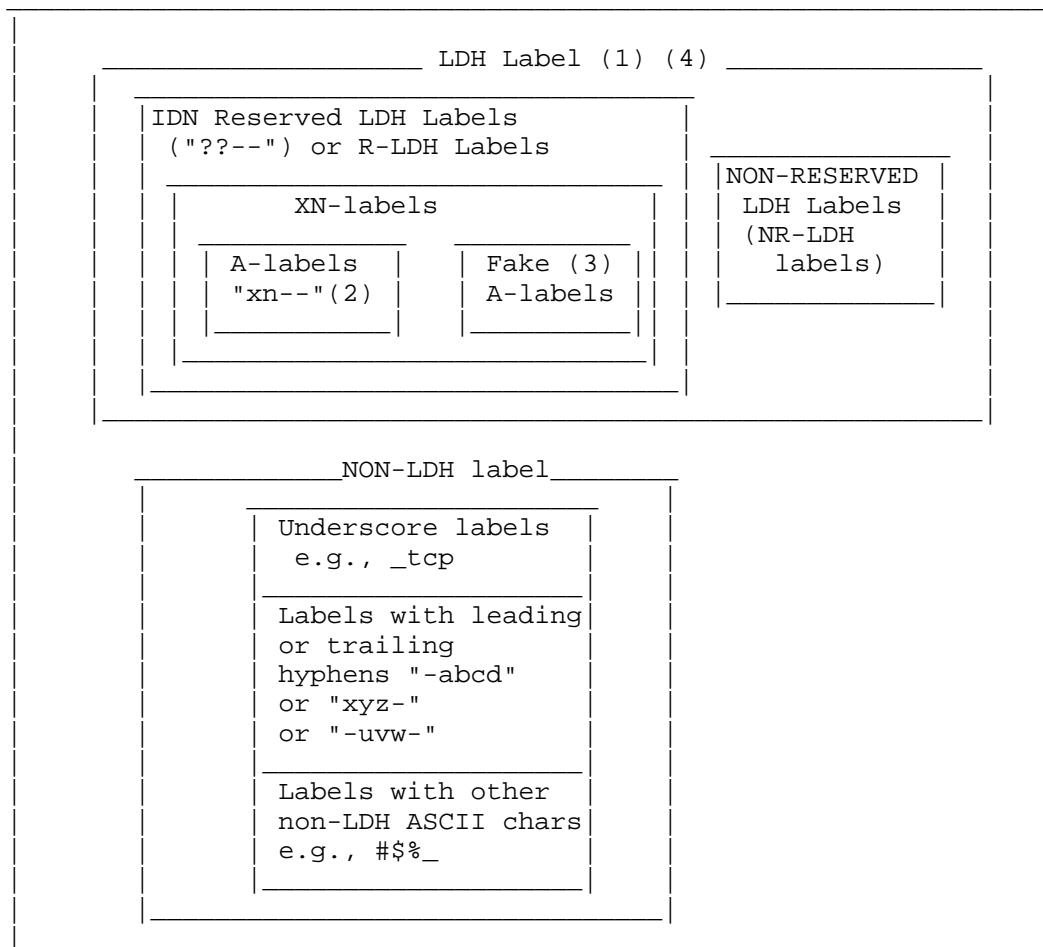 LDH Label (1) (4)
IDN Reserved LDH Labels
("??--") or R-LDH Labels
NON-RESERVED
XN-labels
LDH Labels
(NR-LDH
A-labels
Fake (3)
labels)
"xn--"(2)
A-labels
NON-LDH label
Underscore labels
e.g., _tcp
Labels with leading
or trailing
hyphens "-abcd"
or "xyz-"
or "-uvw-"
Labels with other
non-LDH ASCII chars
e.g., #$%_